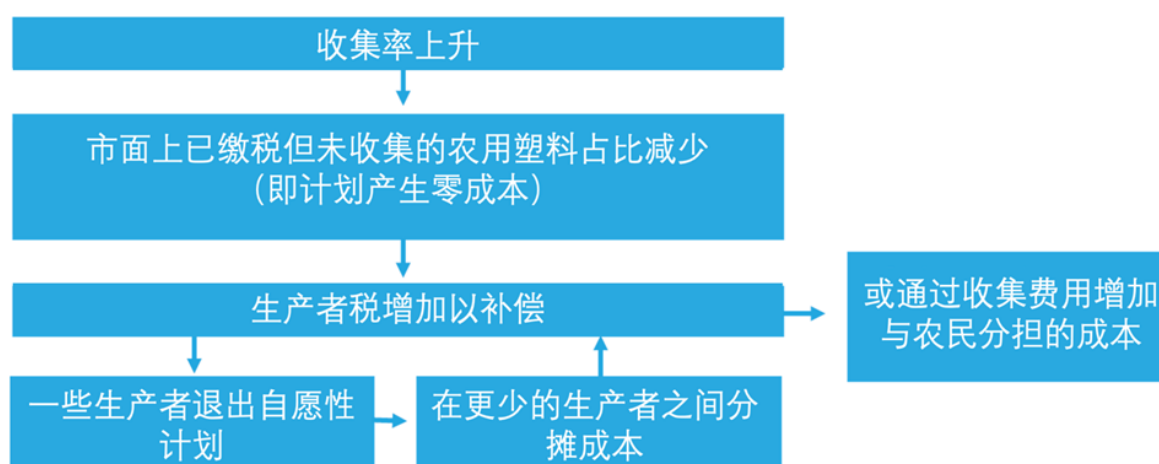 收集率上升
市面上已缴税但未收集的农用塑料占比减少
（即计划产生零成本）
生产者税增加以补偿
或通过收集费用增加
与农民分担的成本
一些生产者退出自愿性
计划
在更少的生产者之间分
摊成本